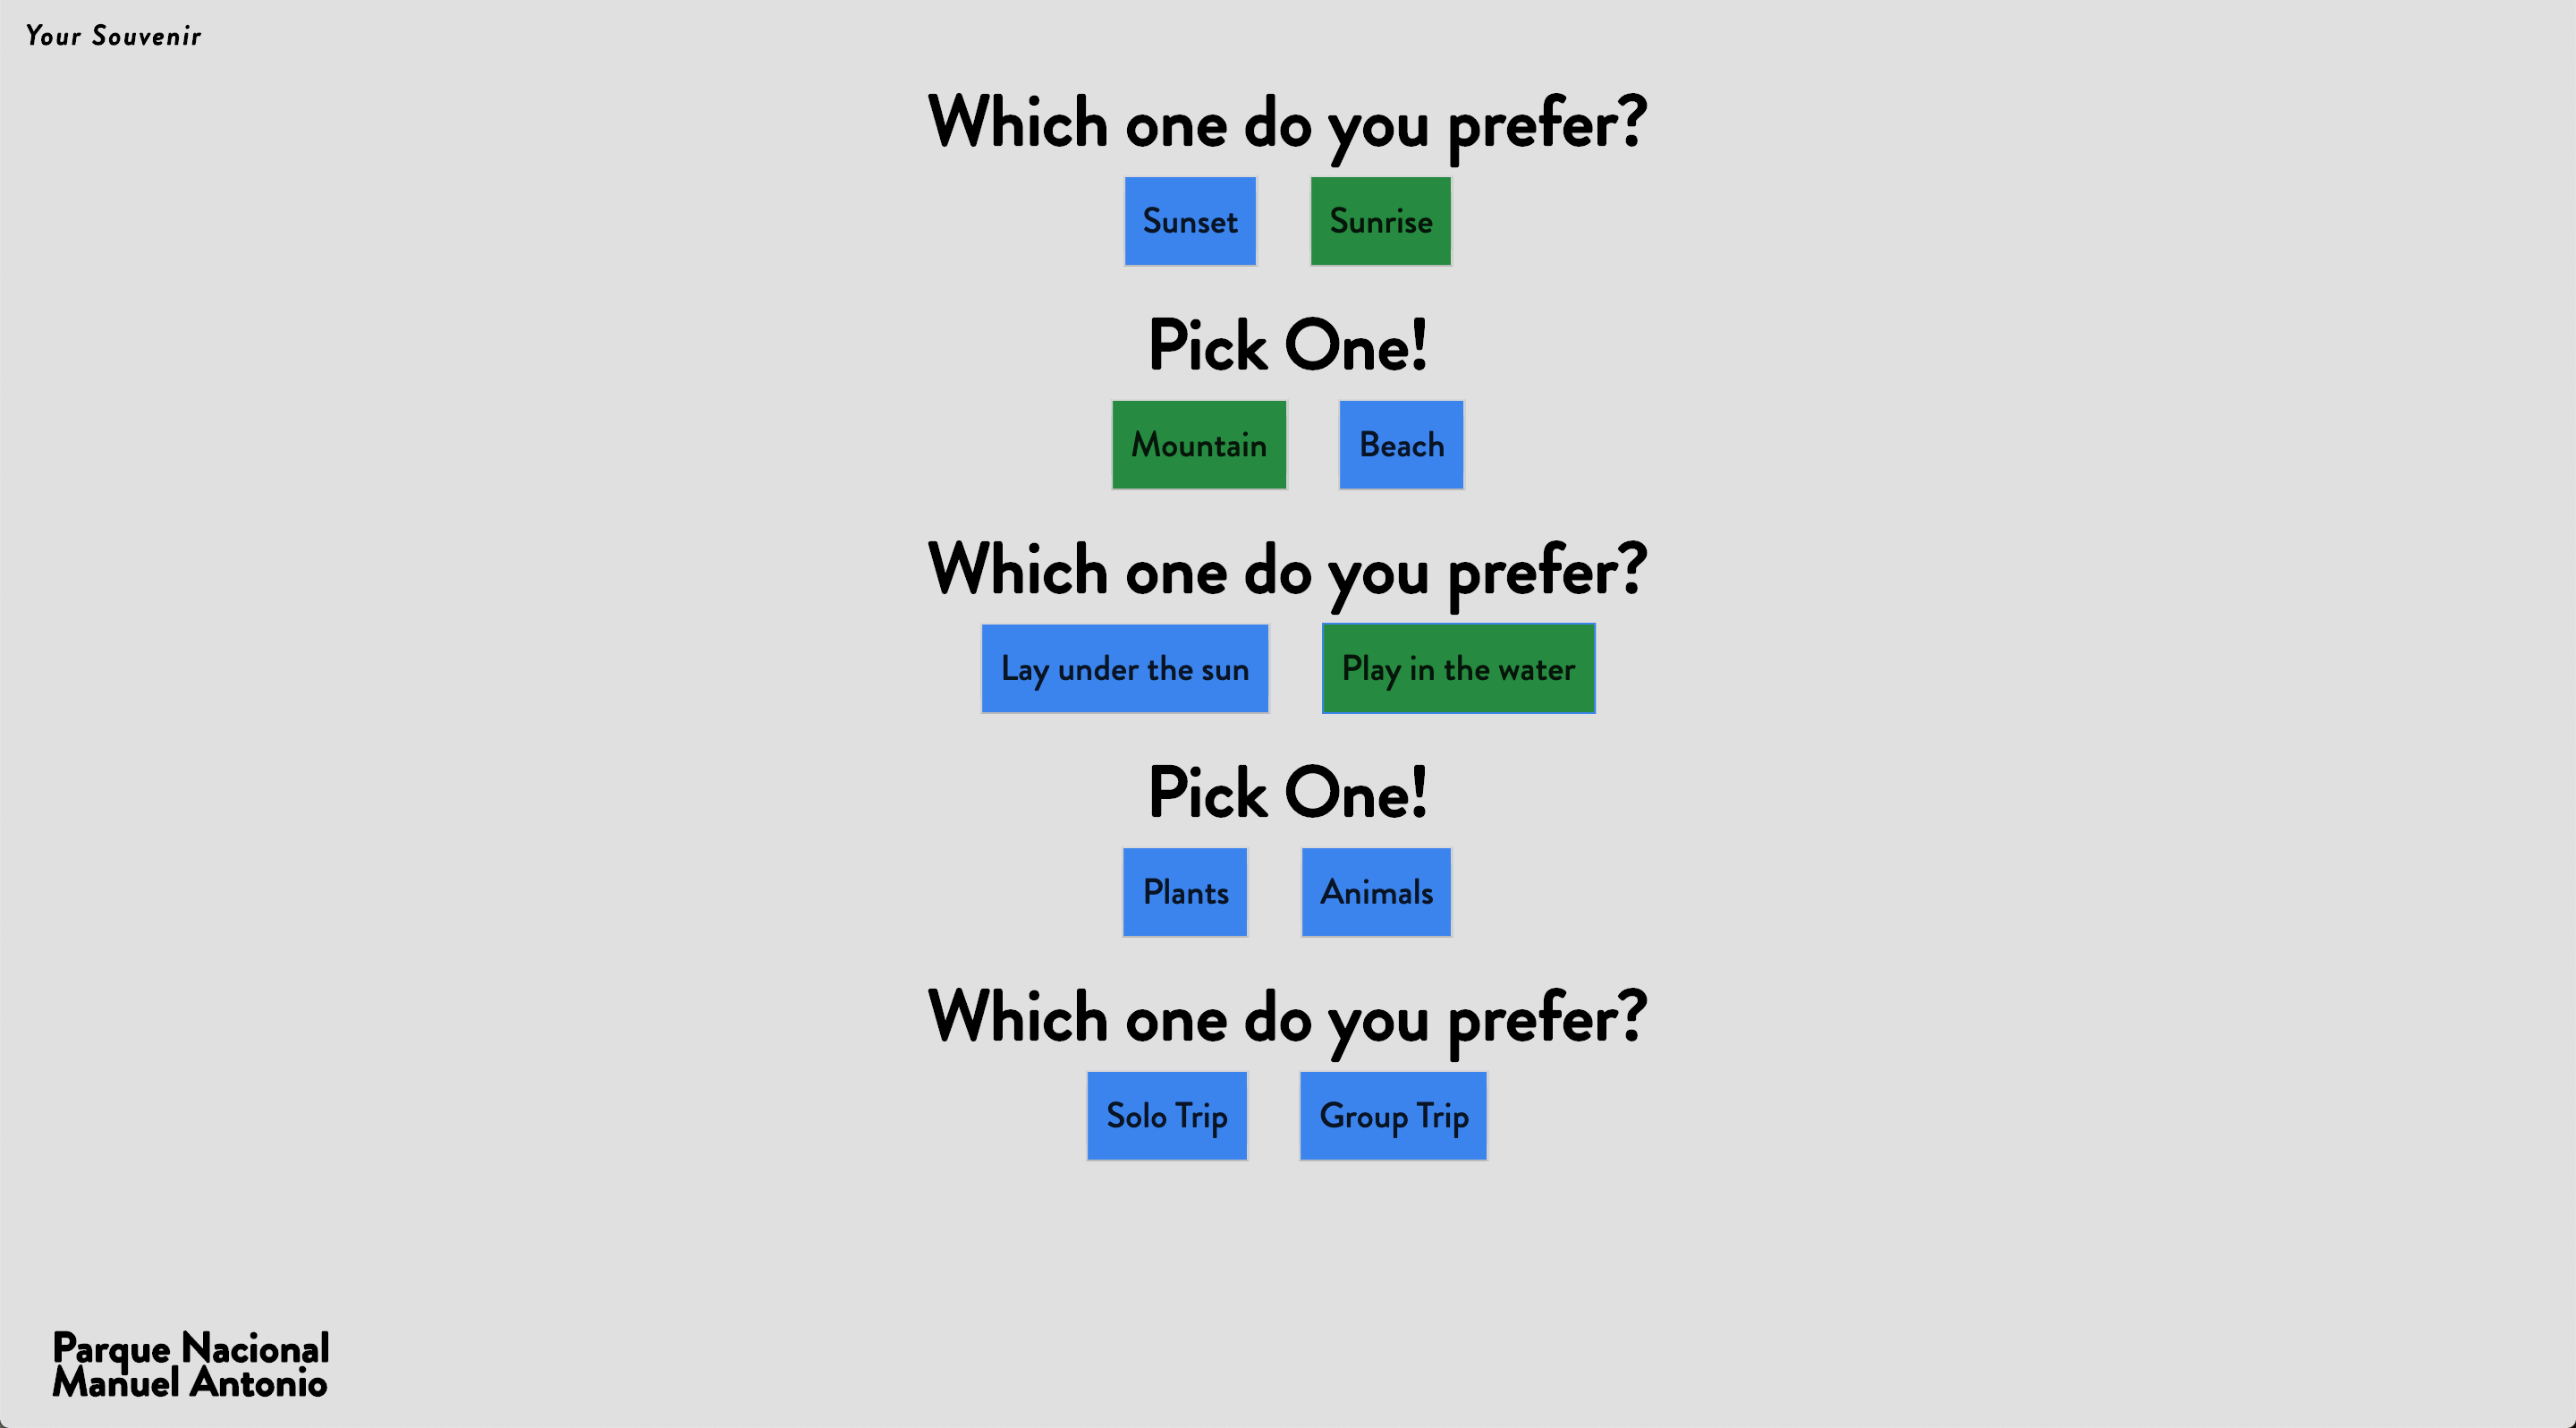 Your Souvenir
Which one do you prefer?
Sunset Sunrise
Pick One!
Mountain Beach
Which one do you prefer?
Lay under the sun Play in the water
Pick One!
Plants Animals
Which one do you prefer?
Solo Trip Group Trip
Parque Nacional
Manuel Antonio